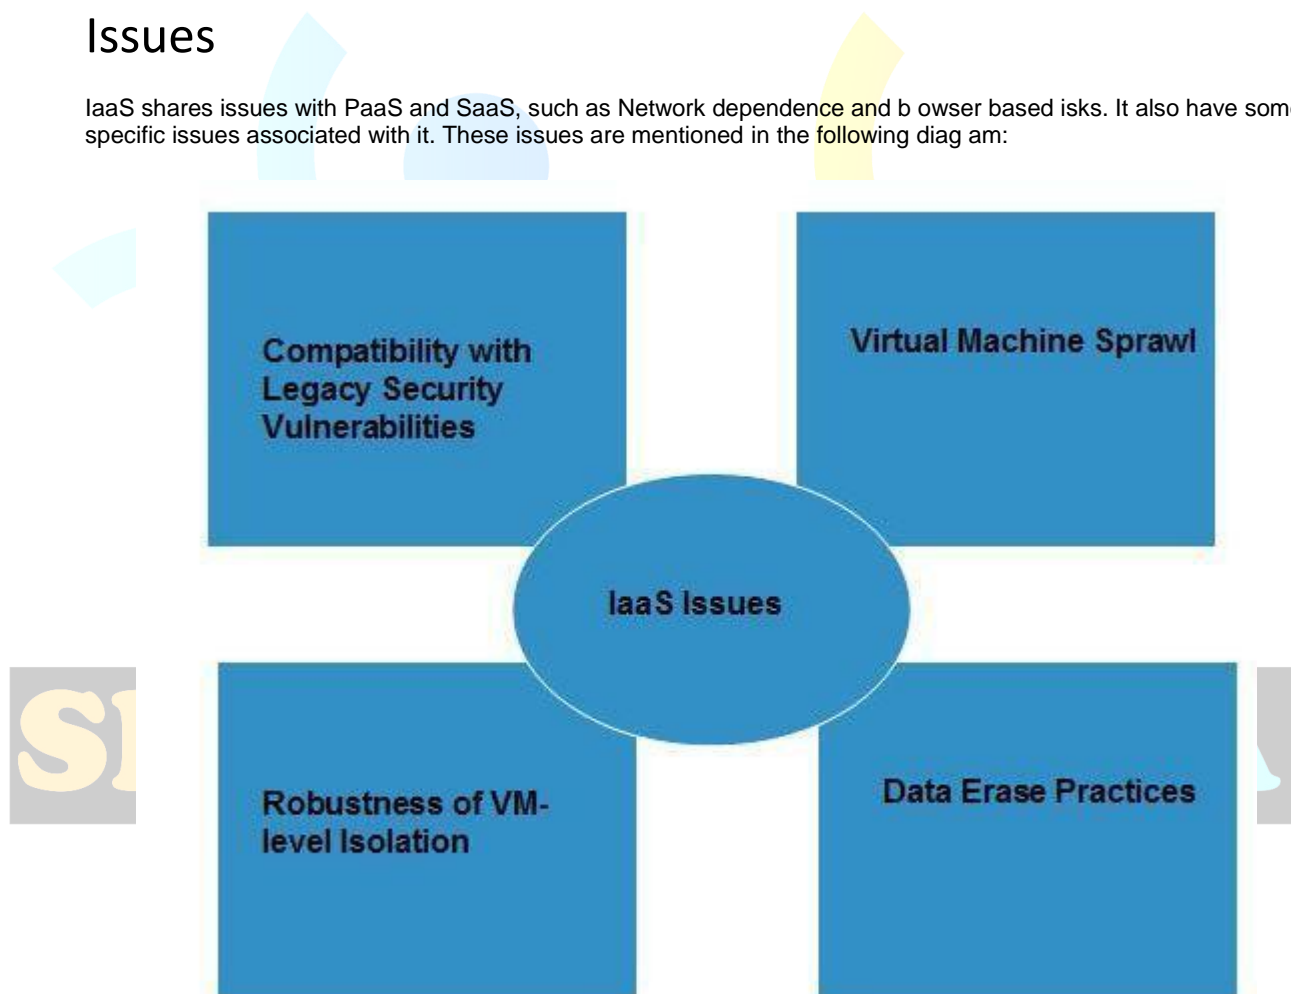 Issues
IaaS shares issues with PaaS and SaaS, such as Network dependence and b owser based isks. It also have some
specific issues associated with it. These issues are mentioned in the following diag am:
Compatibility with
Legacy Security
Vulnerabilities
Virtual Machine Sprawl
IaaS Issues
Robustness of VM-
level Isolation
Data Erase Practices